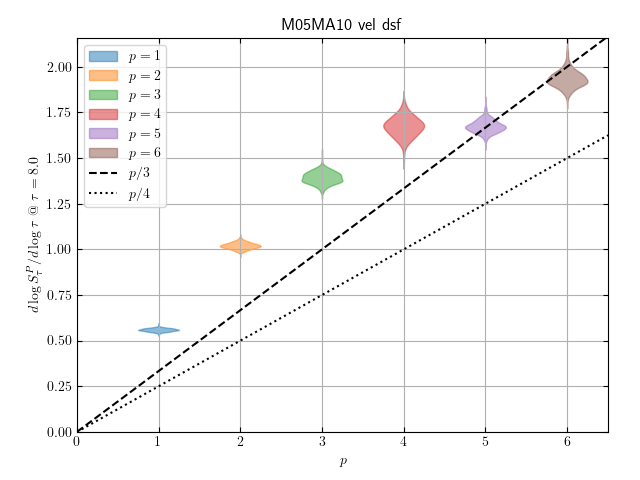 M05MA10 vel dsf
d log S_τ^P / d log τ @ τ = 8.0
2.00
1.75
1.50
1.25
1.00
0.75
0.50
0.25
0.00
p = 1
p = 2
p = 3
p = 4
p = 5
p = 6
p/3
p/4
0 1 2 3 4 5 6
p